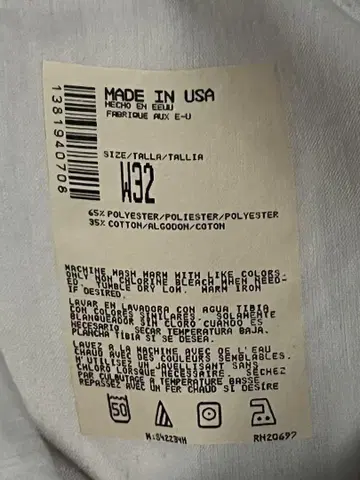 MADE IN USA
HECHO EN EEUU
FABRIQUE AUX E-U
1381940708
SIZE/TALLA/TALLIA
W32
65% POLYESTER/POLIESTER/POLYESTER
35% COTTON/ALGODON/COTON
MACHINE WASH WARM WITH LIKE COLORS.
ONLY NON CHLORINE BLEACH WHEN NEED-
ED. TUMBLE DRY LOW. WARM IRON
IF DESIRED.
LAVAR EN LAVADORA CON AGUA TIBIA
CON COLORES SIMILARES. SOLAMENTE
BLANQUEADOR SIN CLORO CUANDO ES
NECESARIO. SECAR TEMPERATURA BAJA.
PLANCHA TIBIA SI SE DESEA.
LAVEZ A LA MACHINE AVEC DE L'EAU
CHAUD AVEC DES COULEURS SEMBLABLES.
N'UTILISEZ UN JAVELLISANT SANS
CHLORO LORSQUE NECESSAIRE. SECHEZ
PAR CULBUTAGE A TEMPERATURE BASSE
REPASSEZ AVEC UN FER CHAUD SI DESIRE
50
M:S42234H
RN20697